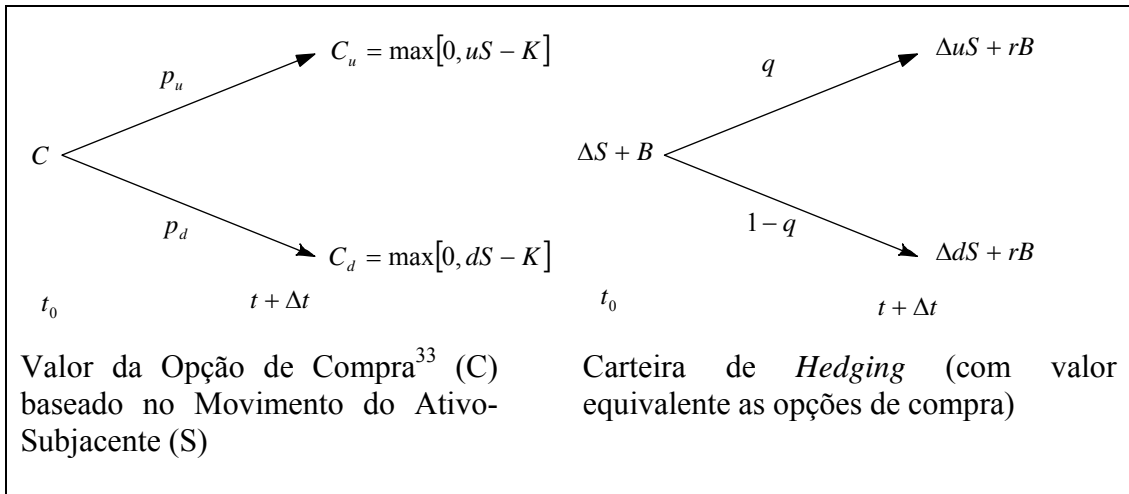 C_u = max[0, uS − K]
p_u
C
p_d
C_d = max[0, dS − K]
t_0
t + Δt
Valor da Opção de Compra³³ (C)
baseado no Movimento do Ativo-
Subjacente (S)
ΔuS + rB
q
ΔS + B
1 − q
ΔdS + rB
t_0
t + Δt
Carteira de Hedging (com valor
equivalente as opções de compra)